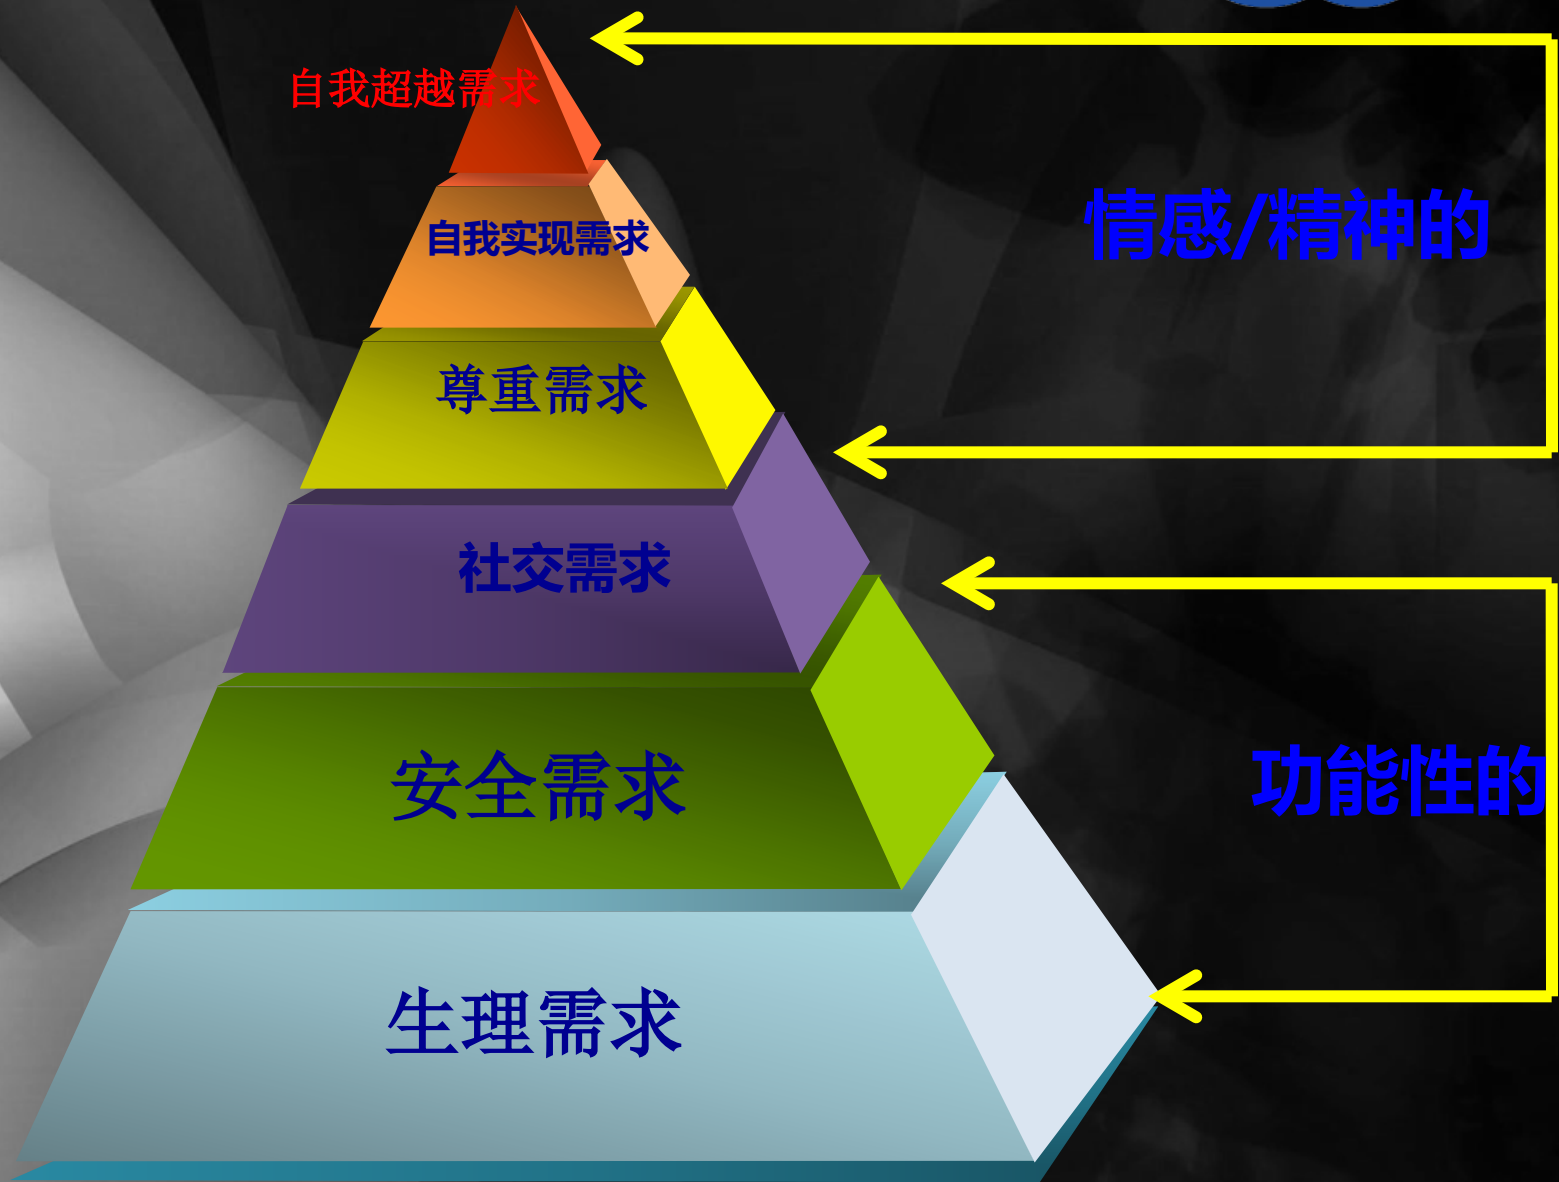 自我超越需求
情感/精神的
自我实现需求
尊重需求
社交需求
安全需求
功能性的
生理需求